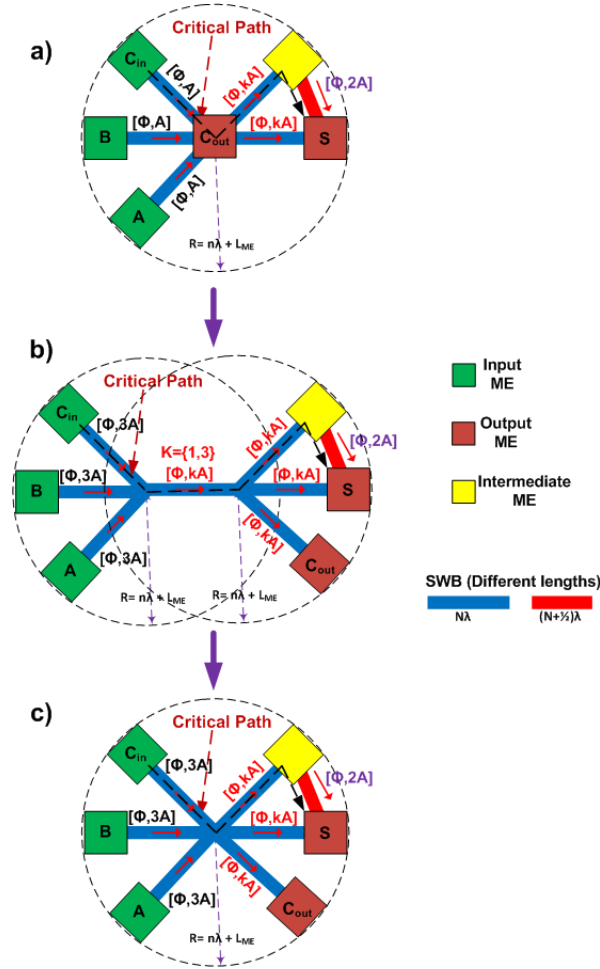 a)
Critical Path
Cin
[Φ,A]
[Φ,kA]
[Φ,2A]
B
[Φ,A]
Cout
[Φ,kA]
S
[Φ,A]
A
R= nλ + LME
b)
Critical Path
Cin
[Φ,3A]
K={1,3}
[Φ,kA]
[Φ,kA]
[Φ,2A]
B
[Φ,3A]
[Φ,kA]
S
[Φ,3A]
[Φ,kA]
A
Cout
R= nλ + LME
R= nλ + LME
Input
ME
Output
ME
Intermediate
ME
SWB (Different lengths)
Nλ
(N+½)λ
c)
Critical Path
Cin
[Φ,3A]
[Φ,kA]
[Φ,2A]
B
[Φ,3A]
[Φ,kA]
S
[Φ,3A]
[Φ,kA]
A
Cout
R= nλ + LME